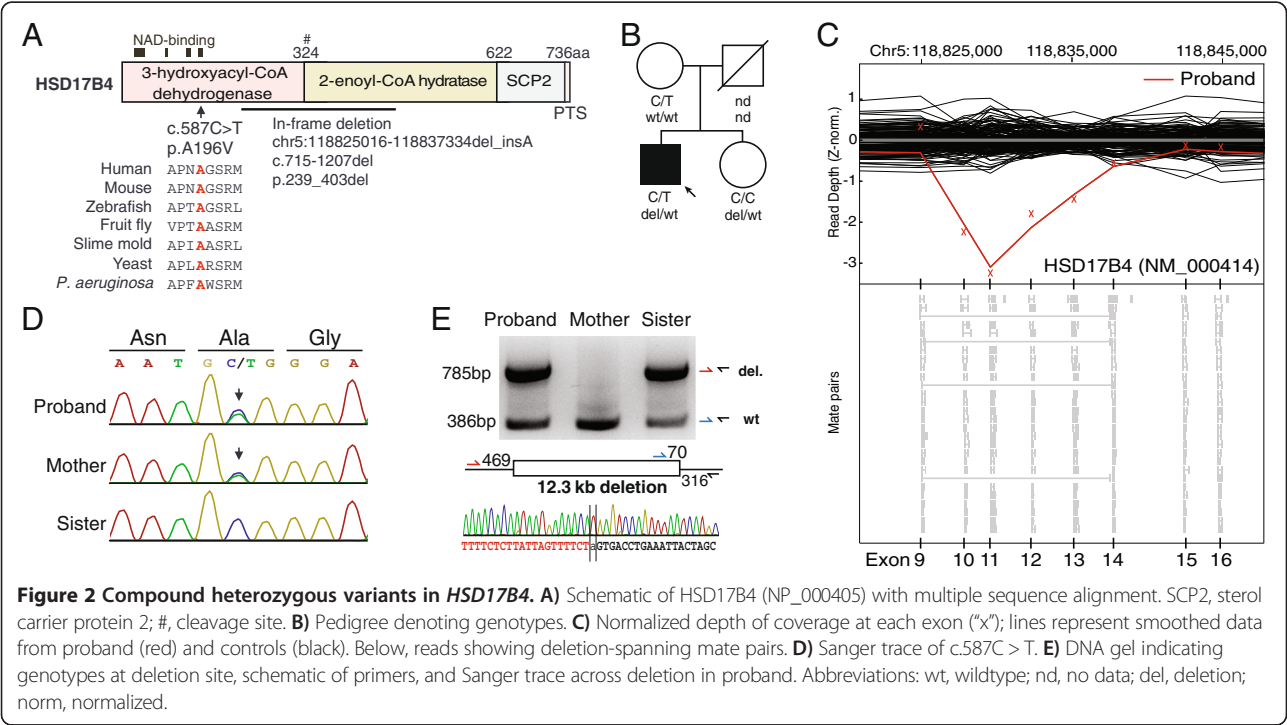 A
NAD-binding
#
324
622
736aa
HSD17B4
3-hydroxyacyl-CoA
dehydrogenase
2-enoyl-CoA hydratase
SCP2
PTS
c.587C>T
p.A196V
In-frame deletion
chr5:118825016-118837334del_insA
c.715-1207del
p.239_403del
Human APNAGSRM
Mouse APNAGSRM
Zebrafish APTAGSRL
Fruit fly VPTAASRM
Slime mold APIAASRL
Yeast APLARSRM
P. aeruginosa APFAWSRM
B
C/T
wt/wt
nd
nd
C/T
del/wt
C/C
del/wt
C
Chr5:118,825,000 118,835,000 118,845,000
Proband
Read Depth (Z-norm.)
1
0
-1
-2
-3
HSD17B4 (NM_000414)
Mate pairs
Exon 9 10 11 12 13 14 15 16
D
Asn Ala Gly
A A T G C/T G G G A
Proband
Mother
Sister
E
Proband Mother Sister
785bp
del.
386bp
wt
469
70
316
12.3 kb deletion
TTTTCTCTTATTAGTTTTCTaGTGACCTGAAATTACTAGC
Figure 2 Compound heterozygous variants in HSD17B4. A) Schematic of HSD17B4 (NP_000405) with multiple sequence alignment. SCP2, sterol
carrier protein 2; #, cleavage site. B) Pedigree denoting genotypes. C) Normalized depth of coverage at each exon (“x”); lines represent smoothed data
from proband (red) and controls (black). Below, reads showing deletion-spanning mate pairs. D) Sanger trace of c.587C > T. E) DNA gel indicating
genotypes at deletion site, schematic of primers, and Sanger trace across deletion in proband. Abbreviations: wt, wildtype; nd, no data; del, deletion;
norm, normalized.